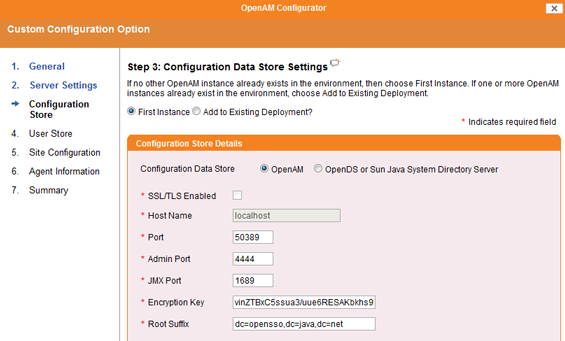 OpenAM Configurator
Custom Configuration Option
1. General
2. Server Settings
Configuration Store
4. User Store
5. Site Configuration
6. Agent Information
7. Summary
Step 3: Configuration Data Store Settings
If no other OpenAM instance already exists in the environment, then choose First Instance. If one or more OpenAM
instances already exist in the environment, choose Add to Existing Deployment.
First Instance Add to Existing Deployment?
* Indicates required field
Configuration Store Details
Configuration Data Store OpenAM OpenDS or Sun Java System Directory Server
* SSL/TLS Enabled
* Host Name localhost
* Port 50389
* Admin Port 4444
* JMX Port 1689
* Encryption Key vinZTBxC5ssua3/uue6RESAKbkhs9
* Root Suffix dc=opensso,dc=java,dc=net